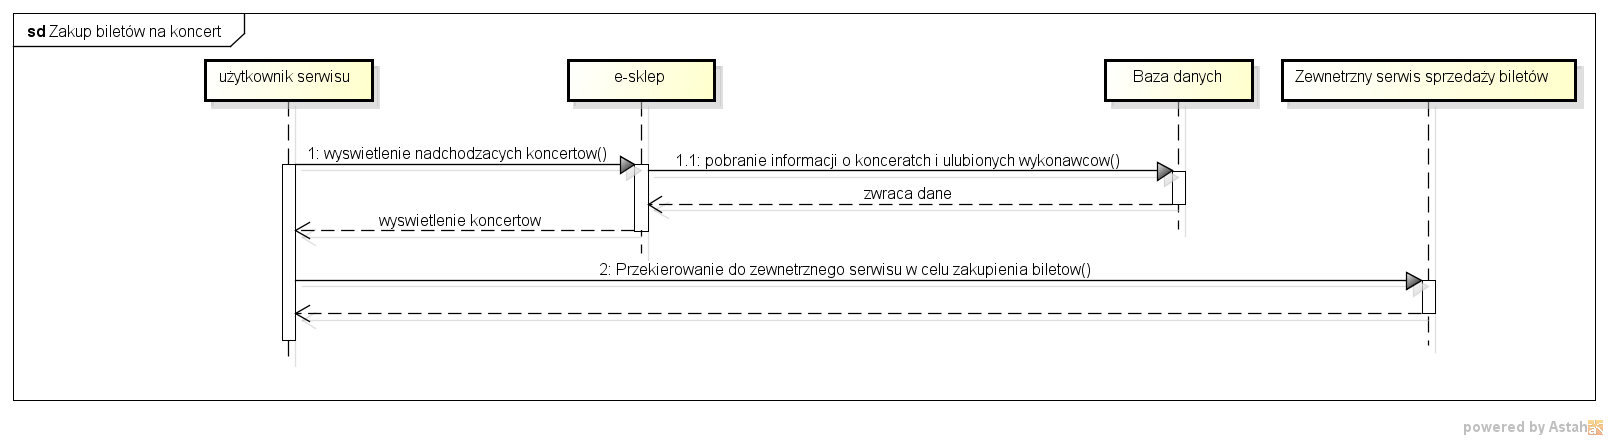 sd Zakup biletów na koncert
użytkownik serwisu
e-sklep
Baza danych
Zewnetrzny serwis sprzedaży biletów
1: wyswietlenie nadchodzacych koncertow()
1.1: pobranie informacji o konceratch i ulubionych wykonawcow()
zwraca dane
wyswietlenie koncertow
2: Przekierowanie do zewnetrznego serwisu w celu zakupienia biletow()
powered by Astah